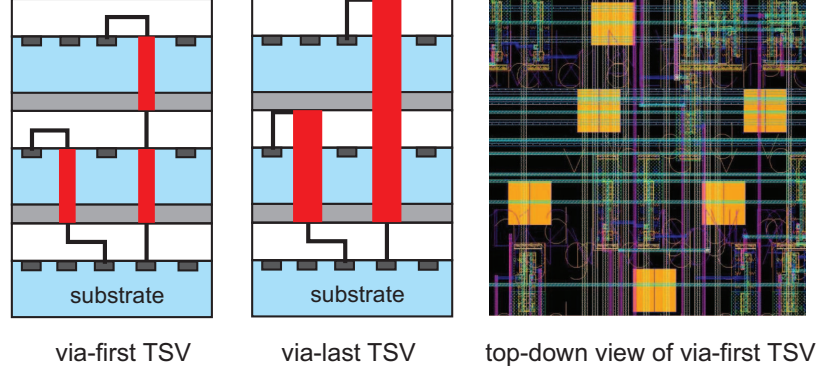 substrate
substrate
via-first TSV
via-last TSV
top-down view of via-first TSV